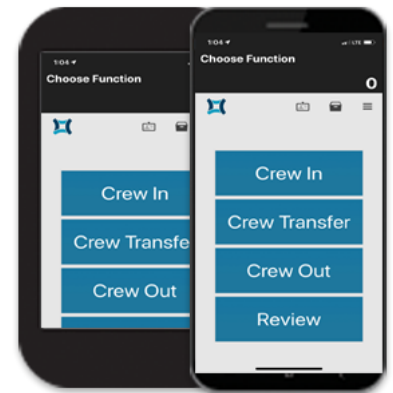 1:04
Choose Function
Crew In
Crew Transfe
Crew Out
1:04
LTE
Choose Function
0
Crew In
Crew Transfer
Crew Out
Review